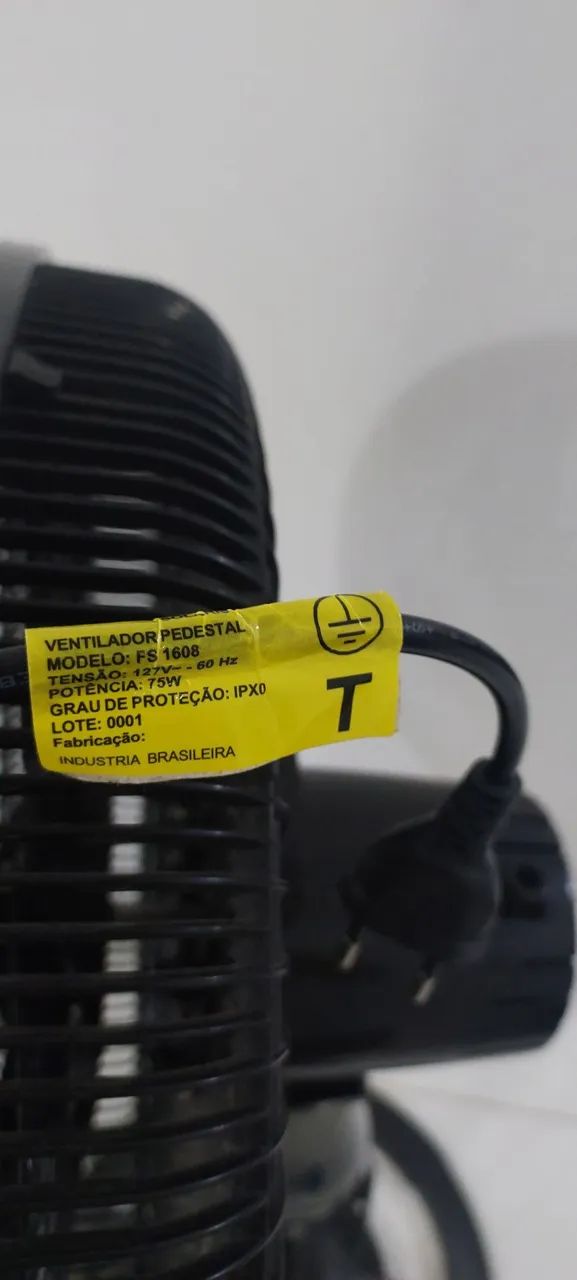 VENTILADOR PEDESTAL
MODELO: FS 1608
TENSÃO: 127V~ - 60 Hz
POTÊNCIA: 75W
GRAU DE PROTEÇÃO: IPX0
LOTE: 0001
Fabricação:
INDUSTRIA BRASILEIRA
T